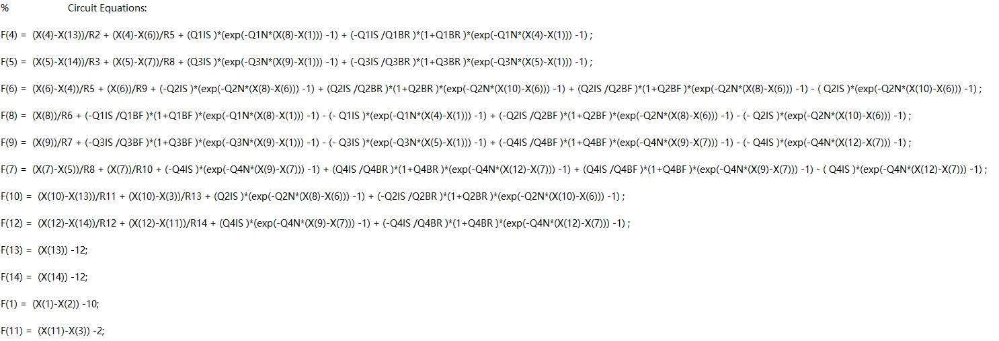 % Circuit Equations:
F(4) = (X(4)-X(13))/R2 + (X(4)-X(6))/R5 + (Q1IS )*(exp(-Q1N*(X(8)-X(1))) -1) + (-Q1IS /Q1BR )*(1+Q1BR )*(exp(-Q1N*(X(4)-X(1))) -1) ;
F(5) = (X(5)-X(14))/R3 + (X(5)-X(7))/R8 + (Q3IS )*(exp(-Q3N*(X(9)-X(1))) -1) + (-Q3IS /Q3BR )*(1+Q3BR )*(exp(-Q3N*(X(5)-X(1))) -1) ;
F(6) = (X(6)-X(4))/R5 + (X(6))/R9 + (-Q2IS )*(exp(-Q2N*(X(8)-X(6))) -1) + (Q2IS /Q2BR )*(1+Q2BR )*(exp(-Q2N*(X(10)-X(6))) -1) + (Q2IS /Q2BF )*(1+Q2BF )*(exp(-Q2N*(X(8)-X(6))) -1) - ( Q2IS )*(exp(-Q2N*(X(10)-X(6))) -1) ;
F(8) = (X(8))/R6 + (-Q1IS /Q1BF )*(1+Q1BF )*(exp(-Q1N*(X(8)-X(1))) -1) - (- Q1IS )*(exp(-Q1N*(X(4)-X(1))) -1) + (-Q2IS /Q2BF )*(1+Q2BF )*(exp(-Q2N*(X(8)-X(6))) -1) - (- Q2IS )*(exp(-Q2N*(X(10)-X(6))) -1) ;
F(9) = (X(9))/R7 + (-Q3IS /Q3BF )*(1+Q3BF )*(exp(-Q3N*(X(9)-X(1))) -1) - (- Q3IS )*(exp(-Q3N*(X(5)-X(1))) -1) + (-Q4IS /Q4BF )*(1+Q4BF )*(exp(-Q4N*(X(9)-X(7))) -1) - (- Q4IS )*(exp(-Q4N*(X(12)-X(7))) -1) ;
F(7) = (X(7)-X(5))/R8 + (X(7))/R10 + (-Q4IS )*(exp(-Q4N*(X(9)-X(7))) -1) + (Q4IS /Q4BR )*(1+Q4BR )*(exp(-Q4N*(X(12)-X(7))) -1) + (Q4IS /Q4BF )*(1+Q4BF )*(exp(-Q4N*(X(9)-X(7))) -1) - ( Q4IS )*(exp(-Q4N*(X(12)-X(7))) -1) ;
F(10) = (X(10)-X(13))/R11 + (X(10)-X(3))/R13 + (Q2IS )*(exp(-Q2N*(X(8)-X(6))) -1) + (-Q2IS /Q2BR )*(1+Q2BR )*(exp(-Q2N*(X(10)-X(6))) -1) ;
F(12) = (X(12)-X(14))/R12 + (X(12)-X(11))/R14 + (Q4IS )*(exp(-Q4N*(X(9)-X(7))) -1) + (-Q4IS /Q4BR )*(1+Q4BR )*(exp(-Q4N*(X(12)-X(7))) -1) ;
F(13) = (X(13)) -12;
F(14) = (X(14)) -12;
F(1) = (X(1)-X(2)) -10;
F(11) = (X(11)-X(3)) -2;